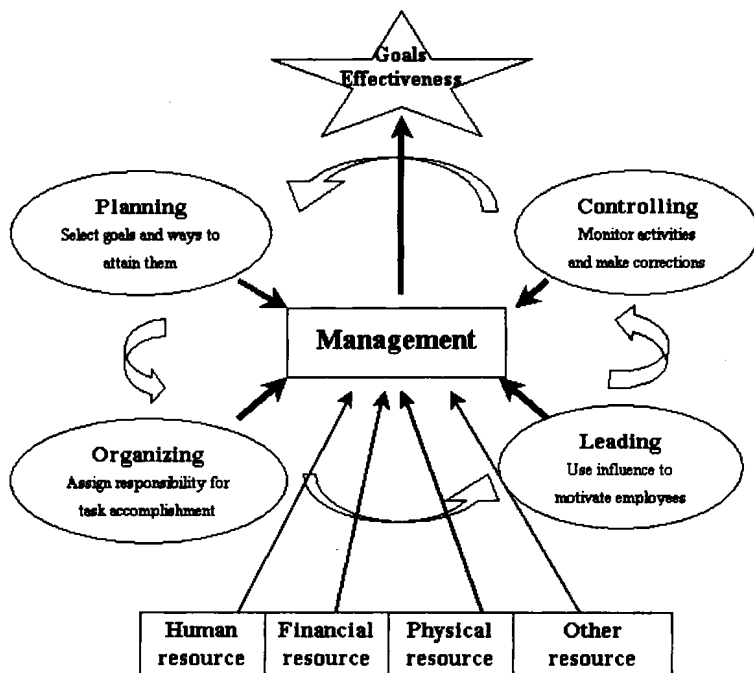 Goals
Effectiveness
Planning
Select goals and ways to
attain them
Controlling
Monitor activities
and make corrections
Management
Organizing
Assign responsibility for
task accomplishment
Leading
Use influence to
motivate employees
Human
resource
Financial
resource
Physical
resource
Other
resource